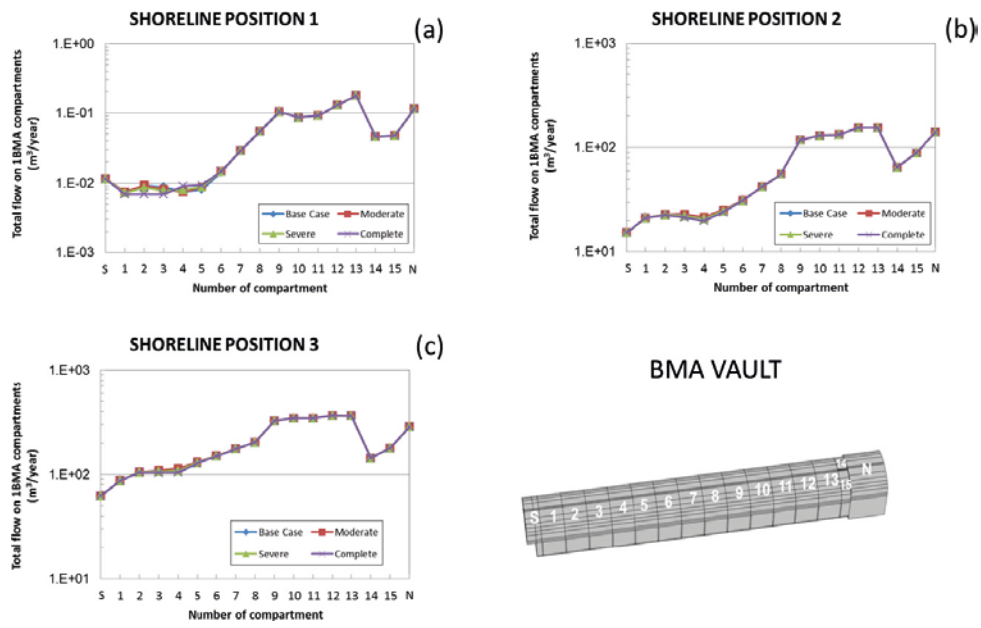 SHORELINE POSITION 1
(a)
Total flow on 1BMA compartments
(m³/year)
1.E+00
1.E-01
1.E-02
1.E-03
S 1 2 3 4 5 6 7 8 9 10 11 12 13 14 15 N
Number of compartment
Base Case Moderate
Severe Complete
SHORELINE POSITION 2
(b)
Total flow on 1BMA compartments
(m³/year)
1.E+03
1.E+02
1.E+01
S 1 2 3 4 5 6 7 8 9 10 11 12 13 14 15 N
Number of compartment
Base Case Moderate
Severe Complete
SHORELINE POSITION 3
(c)
Total flow on 1BMA compartments
(m³/year)
1.E+03
1.E+02
1.E+01
S 1 2 3 4 5 6 7 8 9 10 11 12 13 14 15 N
Number of compartment
Base Case Moderate
Severe Complete
BMA VAULT
S 1 2 3 4 5 6 7 8 9 10 11 12 13 15 N